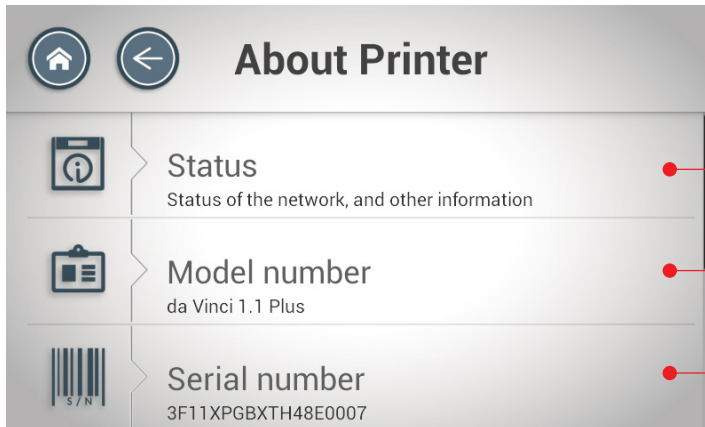 About Printer
Status
Status of the network, and other information
Model number
da Vinci 1.1 Plus
S/N
Serial number
3F11XPGBXTH48E0007